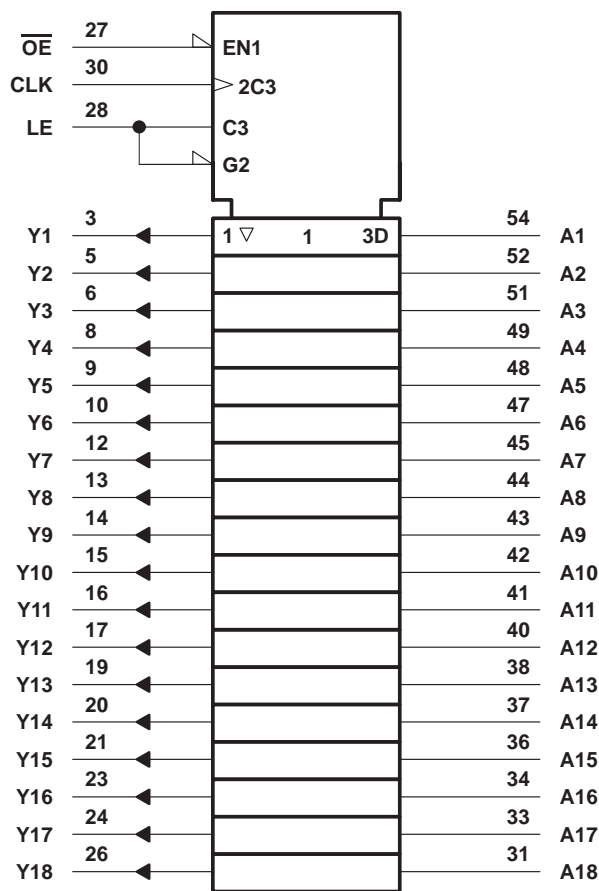 OE 27 EN1
CLK 30 2C3
LE 28 C3
G2
Y1 3 1 ▽ 1 3D 54 A1
Y2 5 52 A2
Y3 6 51 A3
Y4 8 49 A4
Y5 9 48 A5
Y6 10 47 A6
Y7 12 45 A7
Y8 13 44 A8
Y9 14 43 A9
Y10 15 42 A10
Y11 16 41 A11
Y12 17 40 A12
Y13 19 38 A13
Y14 20 37 A14
Y15 21 36 A15
Y16 23 34 A16
Y17 24 33 A17
Y18 26 31 A18